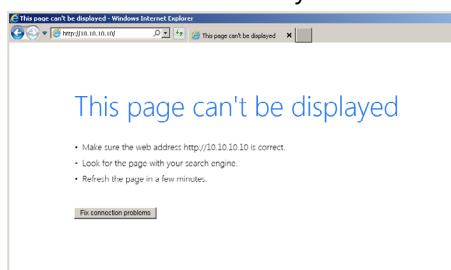 This page can't be displayed - Windows Internet Explorer
http://10.10.10.10/
This page can't be displayed
This page can't be displayed
• Make sure the web address http://10.10.10.10 is correct.
• Look for the page with your search engine.
• Refresh the page in a few minutes.
Fix connection problems